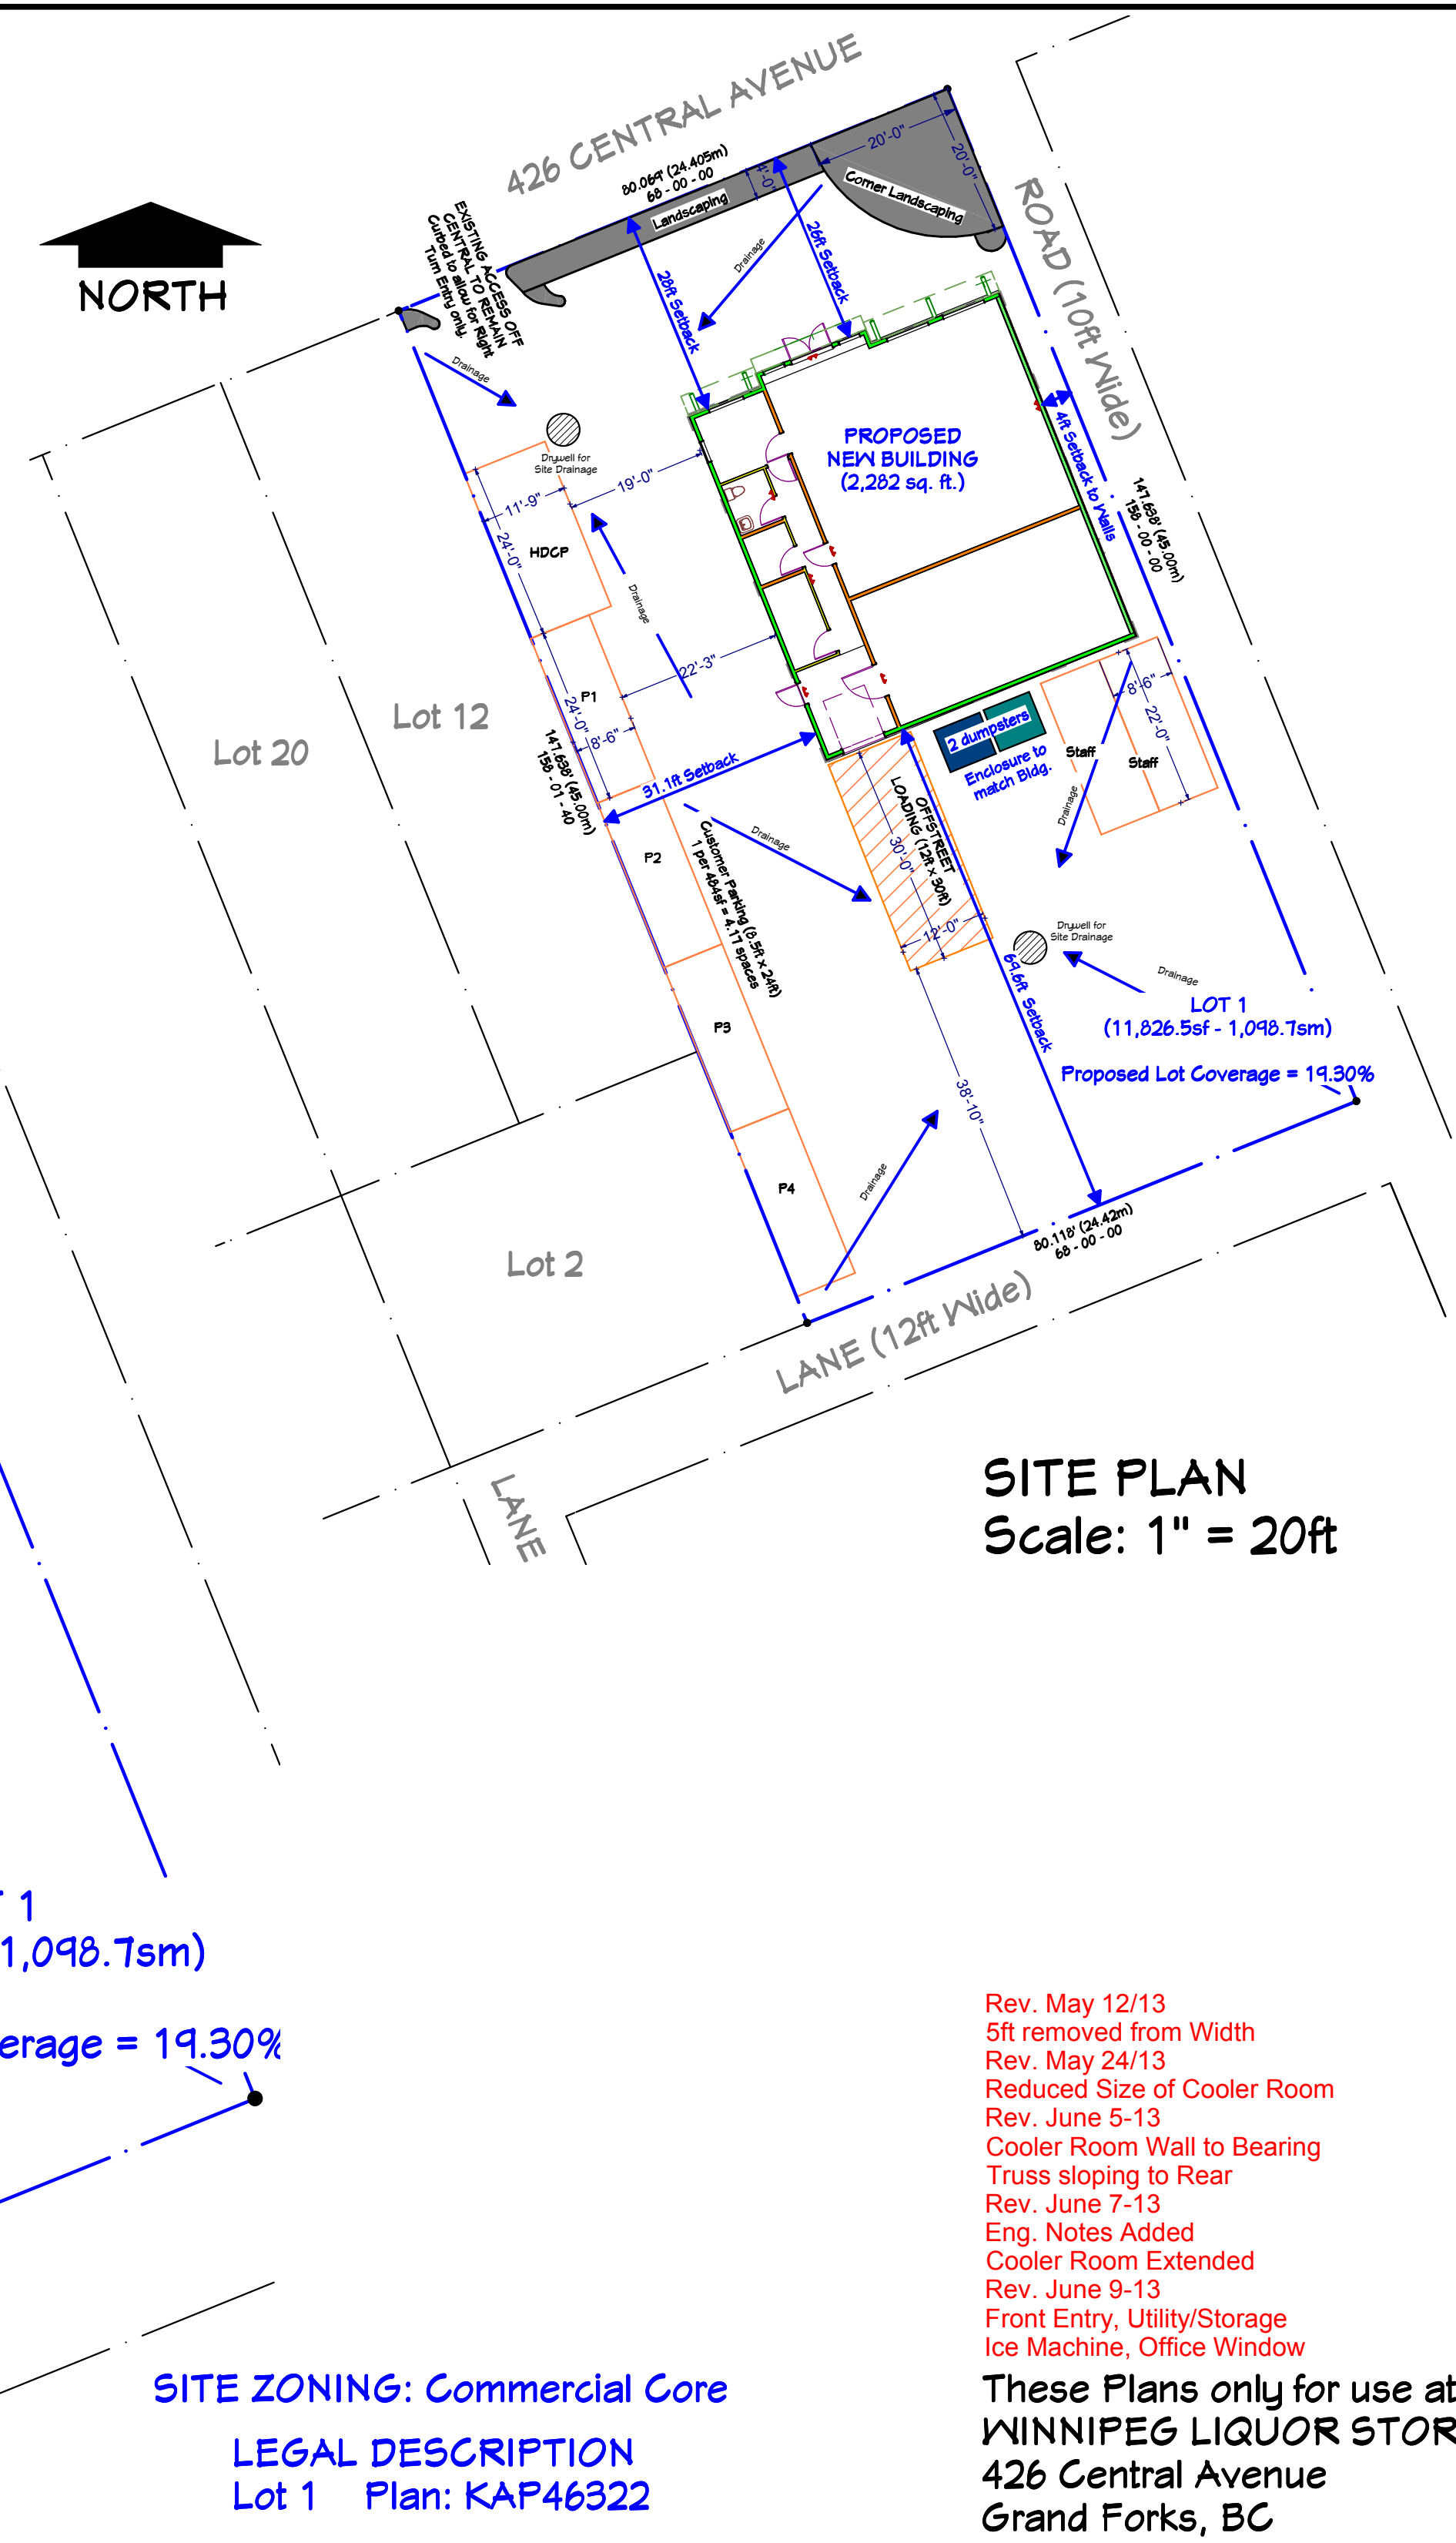 426 CENTRAL AVENUE
80.069' (24.405m)
68 - 00 - 00
Landscaping
4'-0"
20'-0"
20'-0"
Corner Landscaping
ROAD (10ft Wide)
NORTH
EXISTING ACCESS OFF
CENTRAL TO REMAIN
Curbed to allow for Right
Turn Entry only.
28ft Setback
26ft Setback
Drainage
Drainage
Drywell for
Site Drainage
PROPOSED
NEW BUILDING
(2,282 sq. ft.)
4ft Setback to Walls
147.638' (45.00m)
158 - 00 - 00
11'-9"
19'-0"
24'-0"
HDCP
Drainage
22'-3"
P1
24'-0"
8'-6"
Lot 12
Lot 20
147.638' (45.00m)
158 - 01 - 40
31.1ft Setback
2 dumpsters
Enclosure to
match Bldg.
8'-6"
22'-0"
Staff
Staff
Drainage
OFFSTREET
LOADING (12ft x 30ft)
30'-0"
12'-0"
Drainage
Customer Parking (8.5ft x 24ft)
1 per 484sf = 4.17 spaces
P2
Drywell for
Site Drainage
69.6ft Setback
Drainage
LOT 1
(11,826.5sf - 1,098.7sm)
Proposed Lot Coverage = 19.30%
P3
38'-10"
P4
Drainage
80.118' (24.42m)
68 - 00 - 00
Lot 2
LANE (12ft Wide)
LANE
SITE PLAN
Scale: 1" = 20ft
T 1
1,098.7sm)
erage = 19.30%
Rev. May 12/13
5ft removed from Width
Rev. May 24/13
Reduced Size of Cooler Room
Rev. June 5-13
Cooler Room Wall to Bearing
Truss sloping to Rear
Rev. June 7-13
Eng. Notes Added
Cooler Room Extended
Rev. June 9-13
Front Entry, Utility/Storage
Ice Machine, Office Window
SITE ZONING: Commercial Core
LEGAL DESCRIPTION
Lot 1 Plan: KAP46322
These Plans only for use at
WINNIPEG LIQUOR STOR
426 Central Avenue
Grand Forks, BC